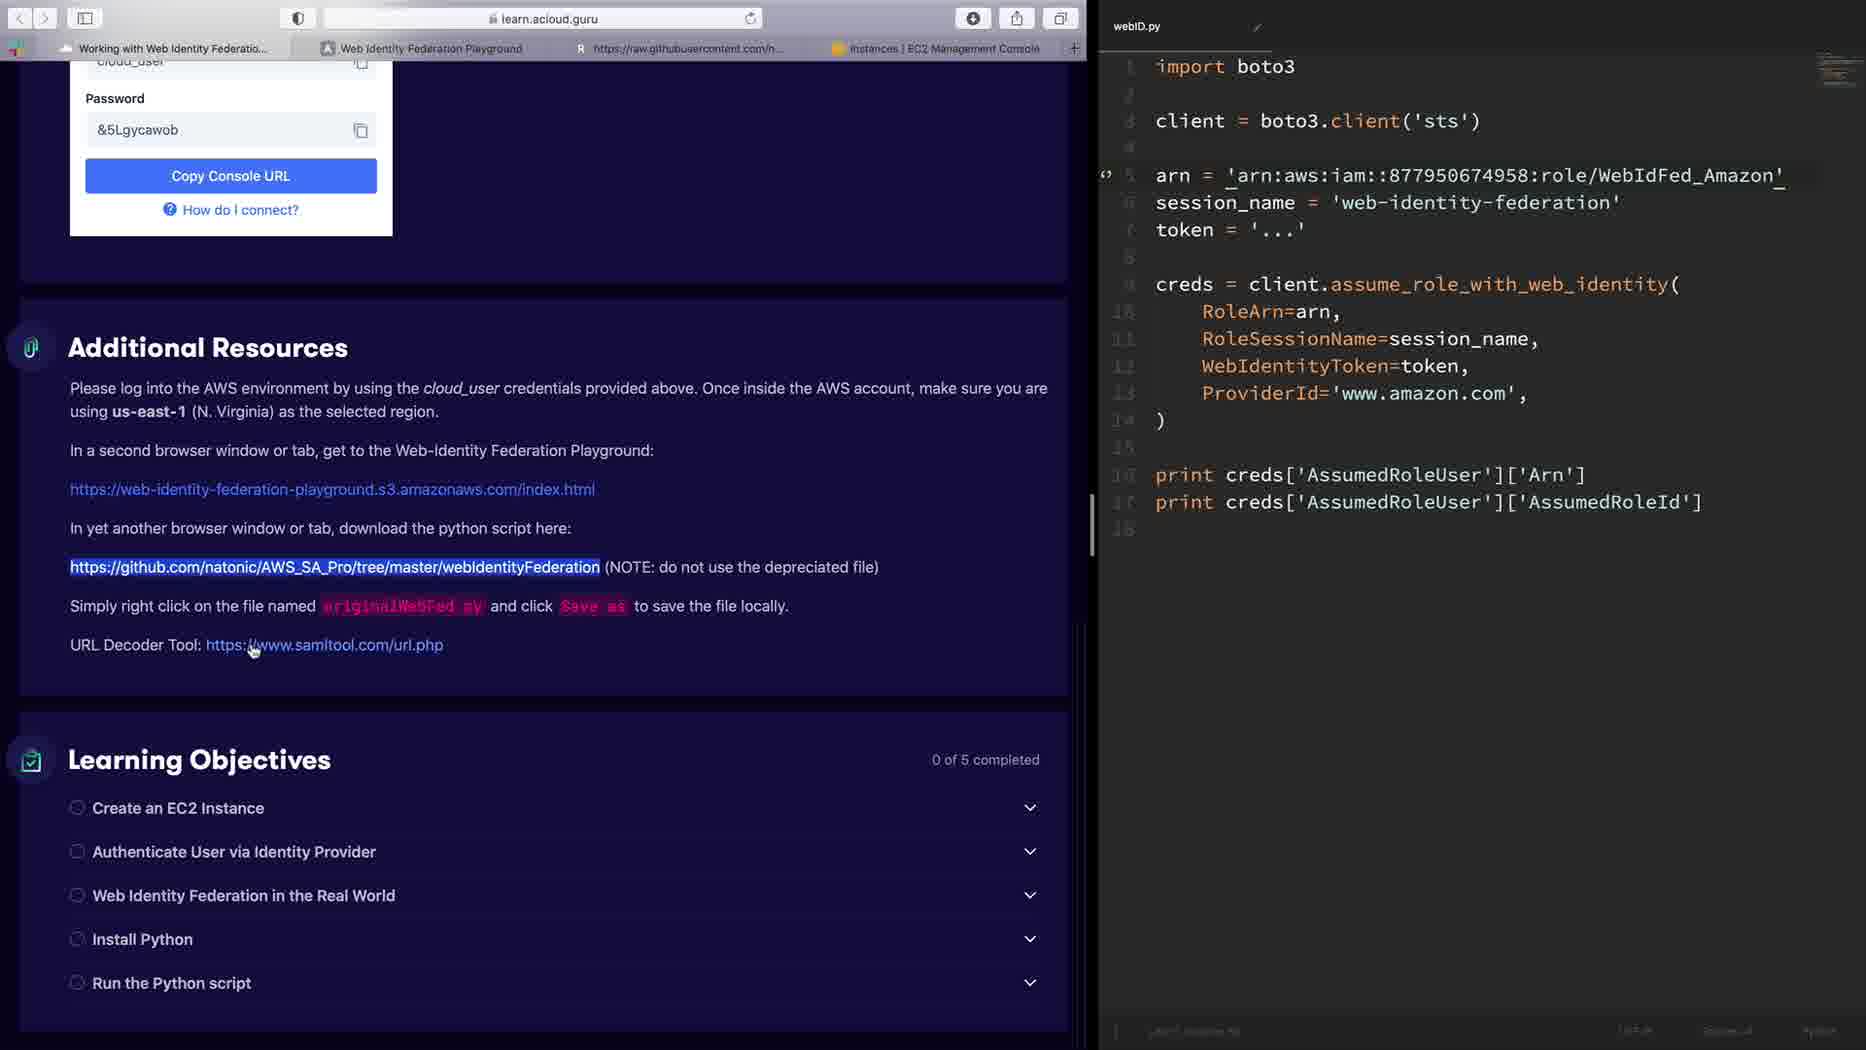 learn.acloud.guru
Working with Web Identity Federatio...
Web Identity Federation Playground
https://raw.githubusercontent.com/n...
Instances | EC2 Management Console
cloud_user
Password
&5Lgycawob
Copy Console URL
How do I connect?
Additional Resources
Please log into the AWS environment by using the cloud_user credentials provided above. Once inside the AWS account, make sure you are
using us-east-1 (N. Virginia) as the selected region.
In a second browser window or tab, get to the Web-Identity Federation Playground:
https://web-identity-federation-playground.s3.amazonaws.com/index.html
In yet another browser window or tab, download the python script here:
https://github.com/natonic/AWS_SA_Pro/tree/master/webIdentityFederation (NOTE: do not use the depreciated file)
Simply right click on the file named originalWebFed py and click Save as to save the file locally.
URL Decoder Tool: https://www.samltool.com/url.php
Learning Objectives
0 of 5 completed
Create an EC2 Instance
Authenticate User via Identity Provider
Web Identity Federation in the Real World
Install Python
Run the Python script
webID.py
1 import boto3
2
3 client = boto3.client('sts')
4
5 arn = 'arn:aws:iam::877950674958:role/WebIdFed_Amazon'
6 session_name = 'web-identity-federation'
7 token = '...'
8
9 creds = client.assume_role_with_web_identity(
10 RoleArn=arn,
11 RoleSessionName=session_name,
12 WebIdentityToken=token,
13 ProviderId='www.amazon.com',
14 )
15
16 print creds['AssumedRoleUser']['Arn']
17 print creds['AssumedRoleUser']['AssumedRoleId']
18